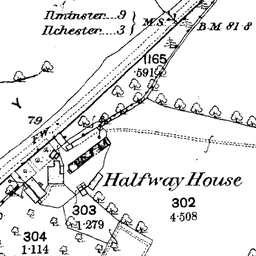 Ilminster....9
Ilchester....3
M.S.
B.M. 81·8
1165
·591
79
F.W.
Halfway House
302
4·508
303
1·279
304
1·114